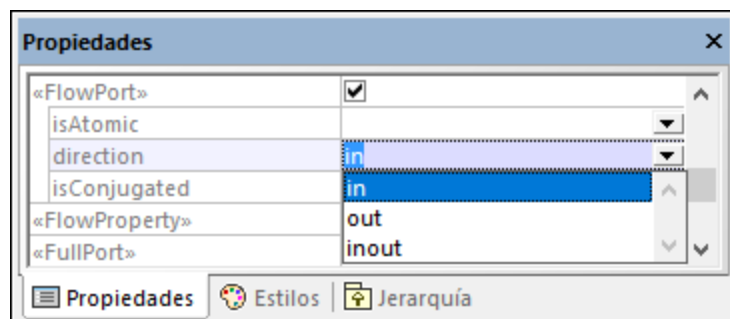 Propiedades
«FlowPort»
isAtomic
direction in
isConjugated in
«FlowProperty» out
«FullPort» inout
Propiedades Estilos Jerarquía